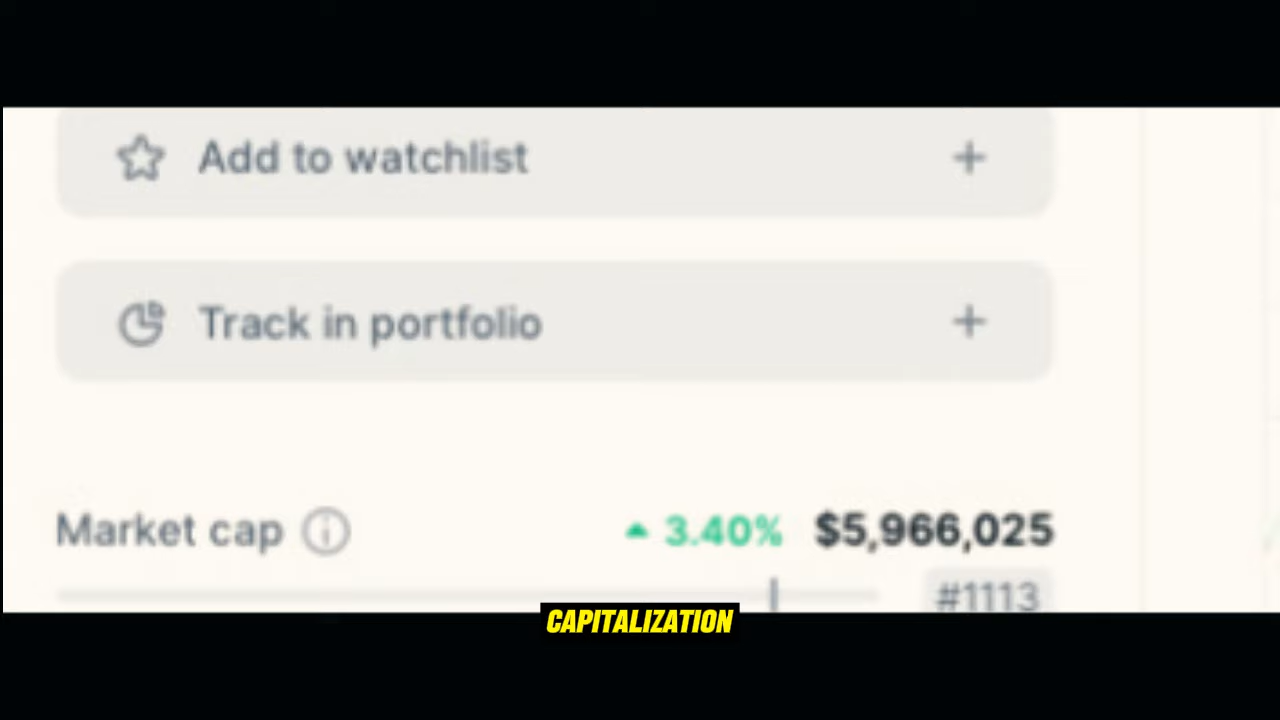 Add to watchlist +
Track in portfolio +
Market cap 3.40% $5,966,025
#1113
CAPITALIZATION